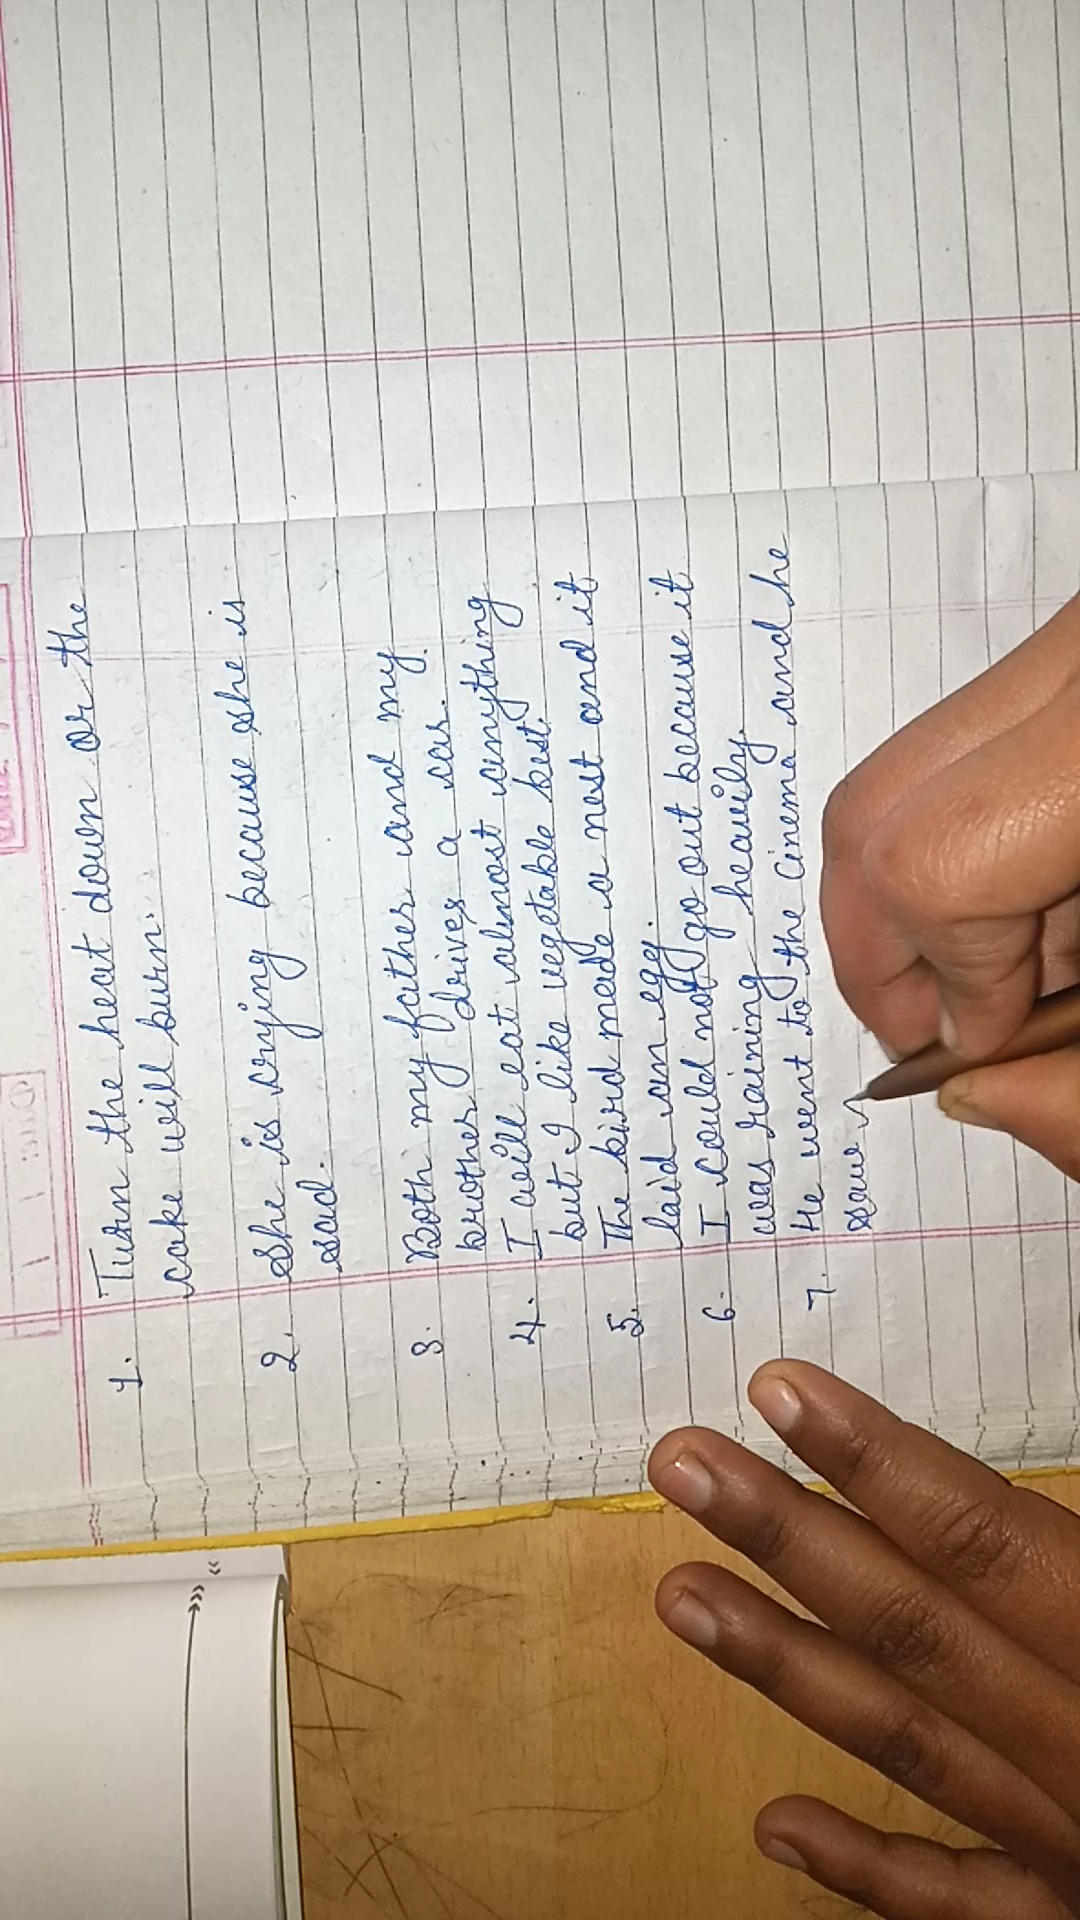 1. Turn the heat down or the
cake will burn.
2. She is crying because she is
sad.
3. Both my father and my
brother drives a car.
4. I will eat almost anything
but I like vegetable best.
5. The bird made a nest and it
laid an egg.
6. I could not go out because it
was raining heavily.
7. He went to the cinema and he
saw